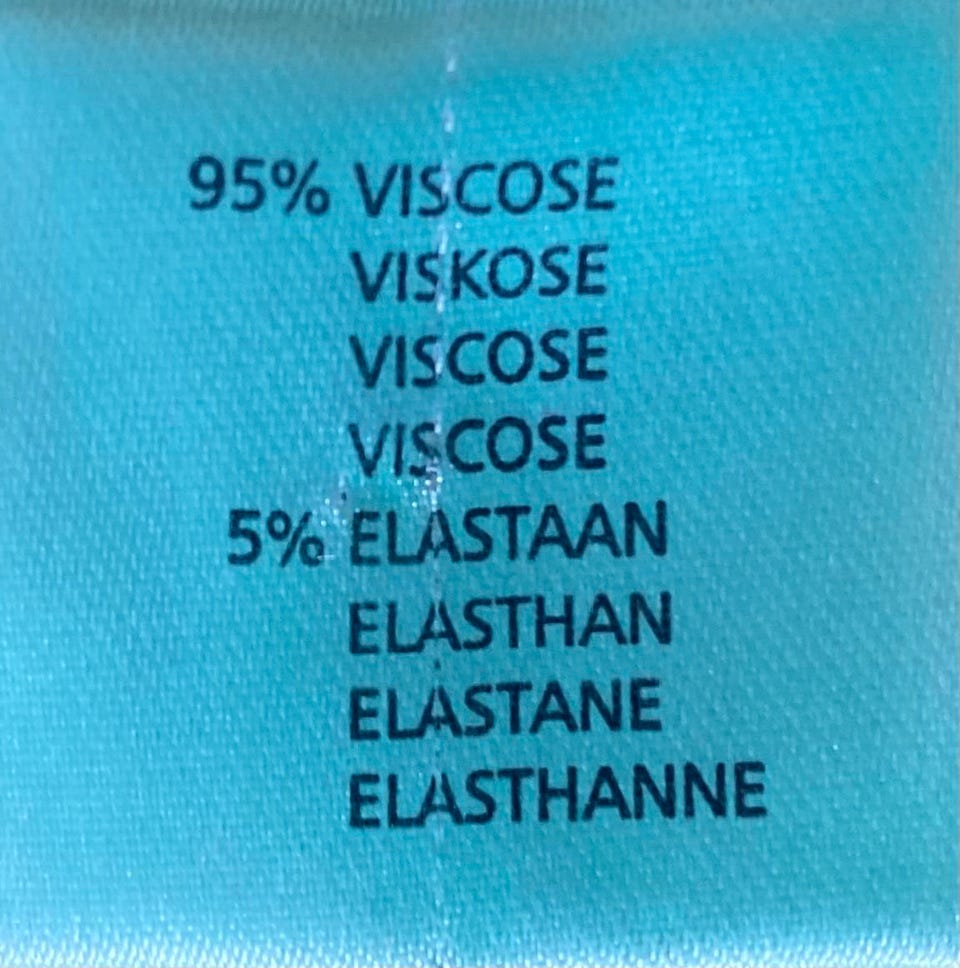 95% VISCOSE
VISKOSE
VISCOSE
VISCOSE
5% ELASTAAN
ELASTHAN
ELASTANE
ELASTHANNE